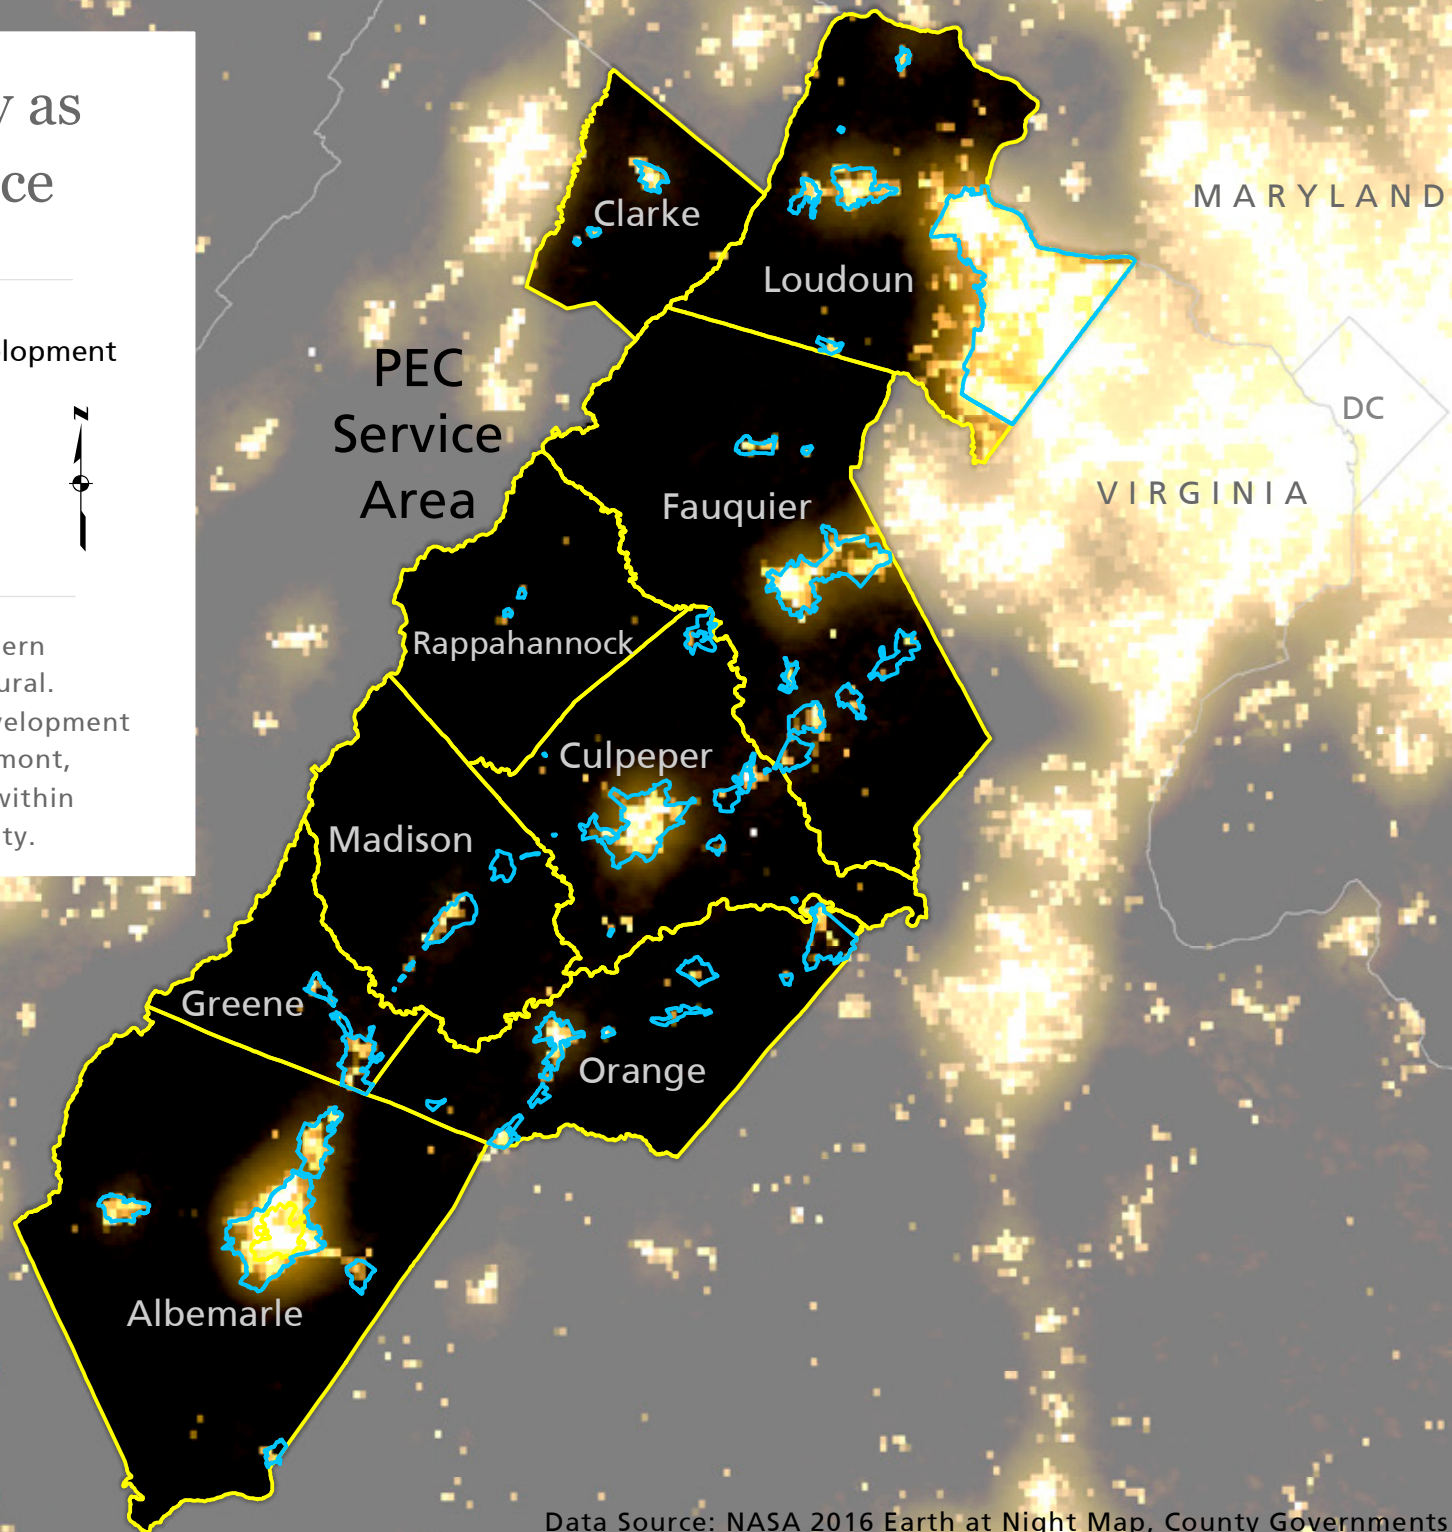 as
ce
lopment
N
ern
ural.
velopment
mont,
within
ty.
PEC
Service
Area
Clarke
Loudoun
MARYLAND
DC
VIRGINIA
Fauquier
Rappahannock
Culpeper
Madison
Greene
Orange
Albemarle
Data Source: NASA 2016 Earth at Night Map, County Governments